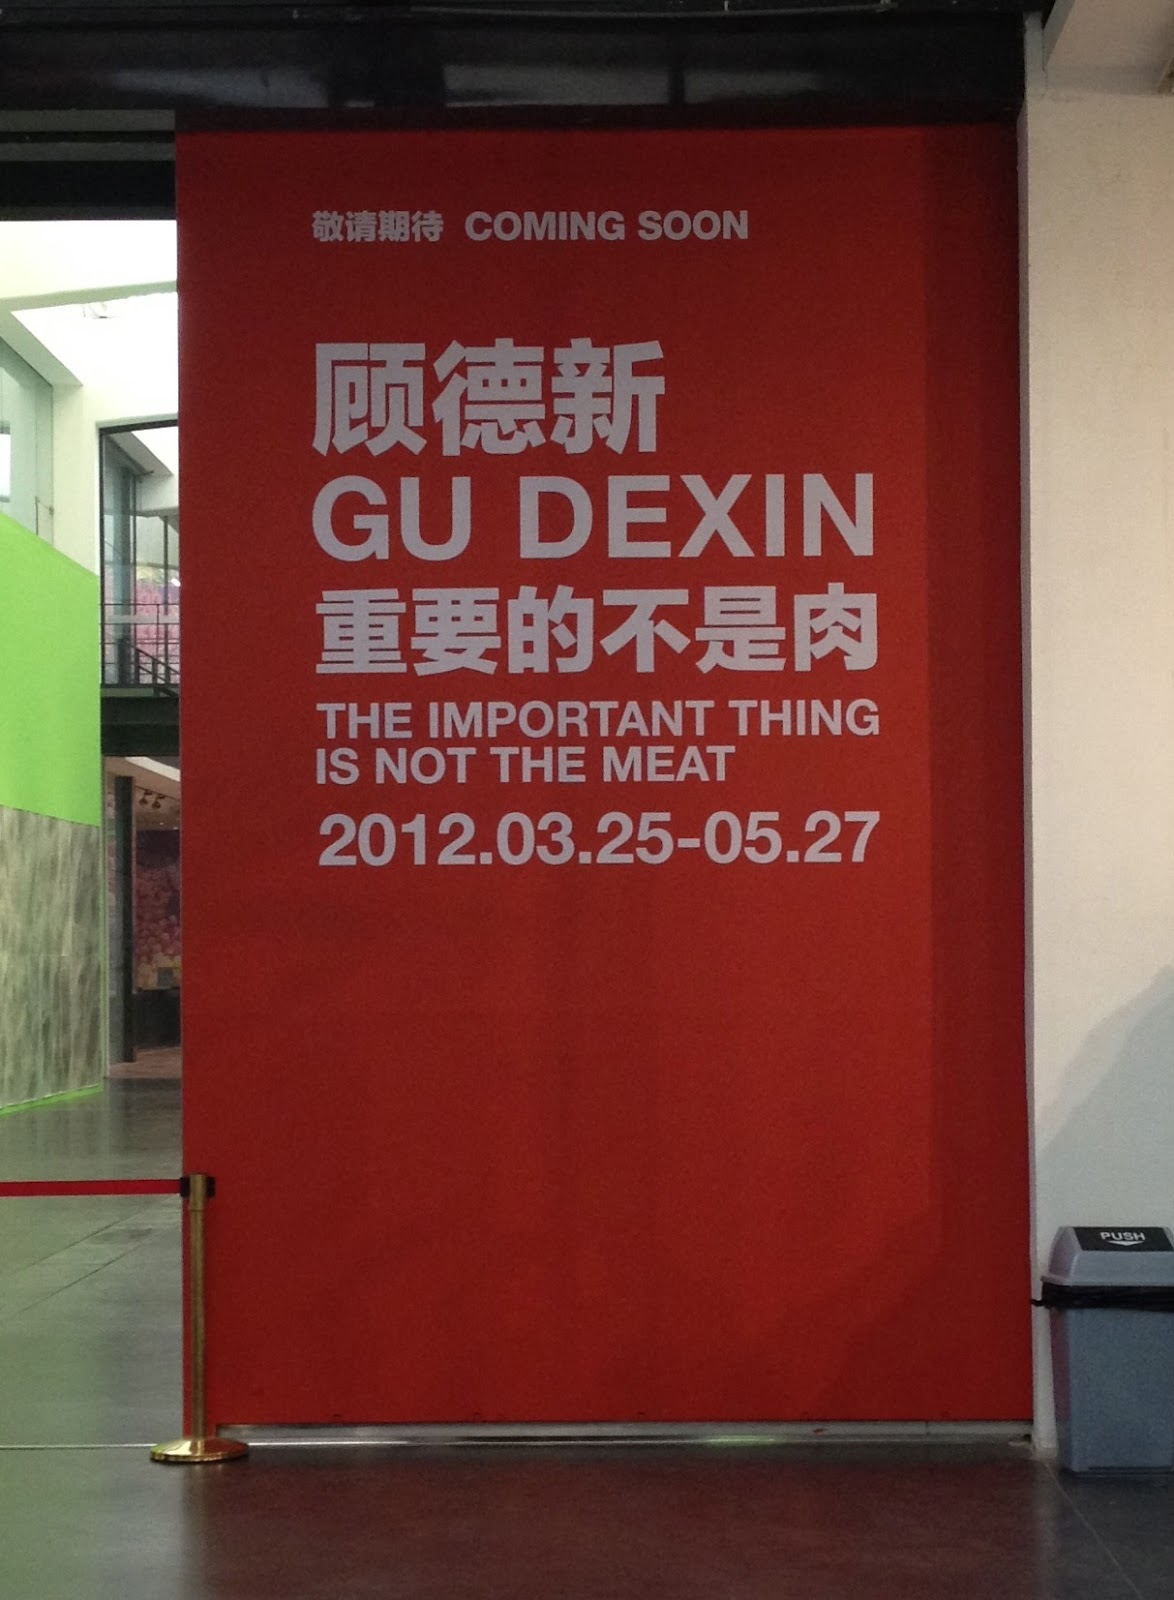 敬请期待 COMING SOON
顾德新
GU DEXIN
重要的不是肉
THE IMPORTANT THING
IS NOT THE MEAT
2012.03.25-05.27
PUSH